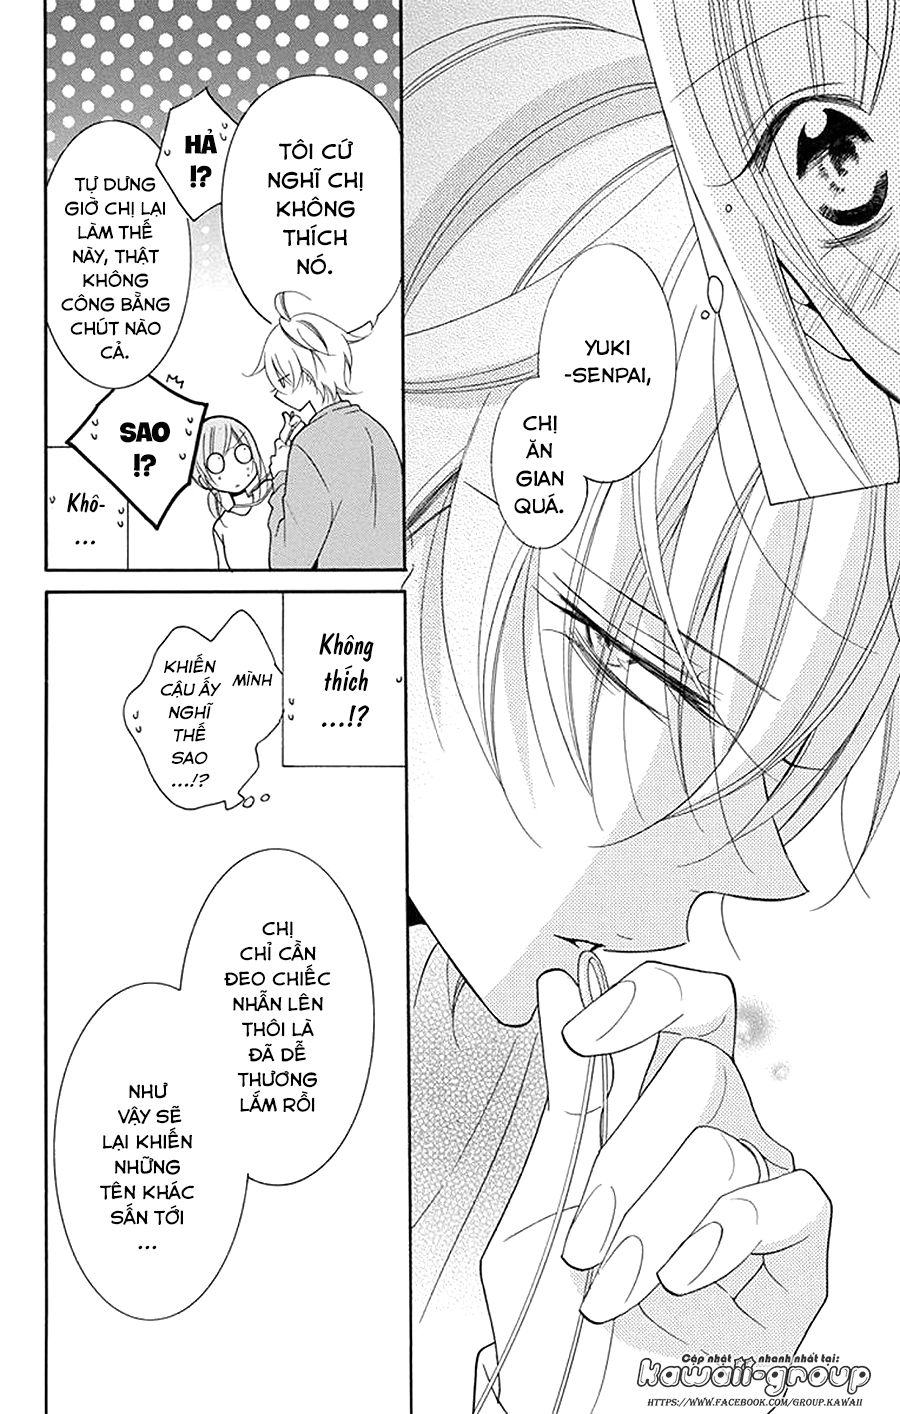 YUKI
-SENPAI,
CHỊ
ĂN
GIAN
QUÁ.
TÔI CỨ
NGHĨ CHỊ
KHÔNG
THÍCH
NÓ.
HẢ
!?
TỰ DƯNG
GIỜ CHỊ LẠI
LÀM THẾ
NÀY, THẬT
KHÔNG
CÔNG BẰNG
CHÚT NÀO
CẢ.
SAO
!?
Khô-
...
Không
thích
...!?
MÌNH
KHIẾN
CẬU ẤY
NGHĨ
THẾ
SAO
...!?
CHỊ
CHỈ CẦN
ĐEO CHIẾC
NHẪN LÊN
THÔI LÀ
ĐÃ DỄ
THƯƠNG
LẮM RỒI
NHƯ
VẬY SẼ
LẠI KHIẾN
NHỮNG
TÊN KHÁC
SẤN TỚI
...
Cập nhật nhanh nhất tại:
kawaii-group
HTTPS://WWW.FACEBOOK.COM/GROUP.KAWAII